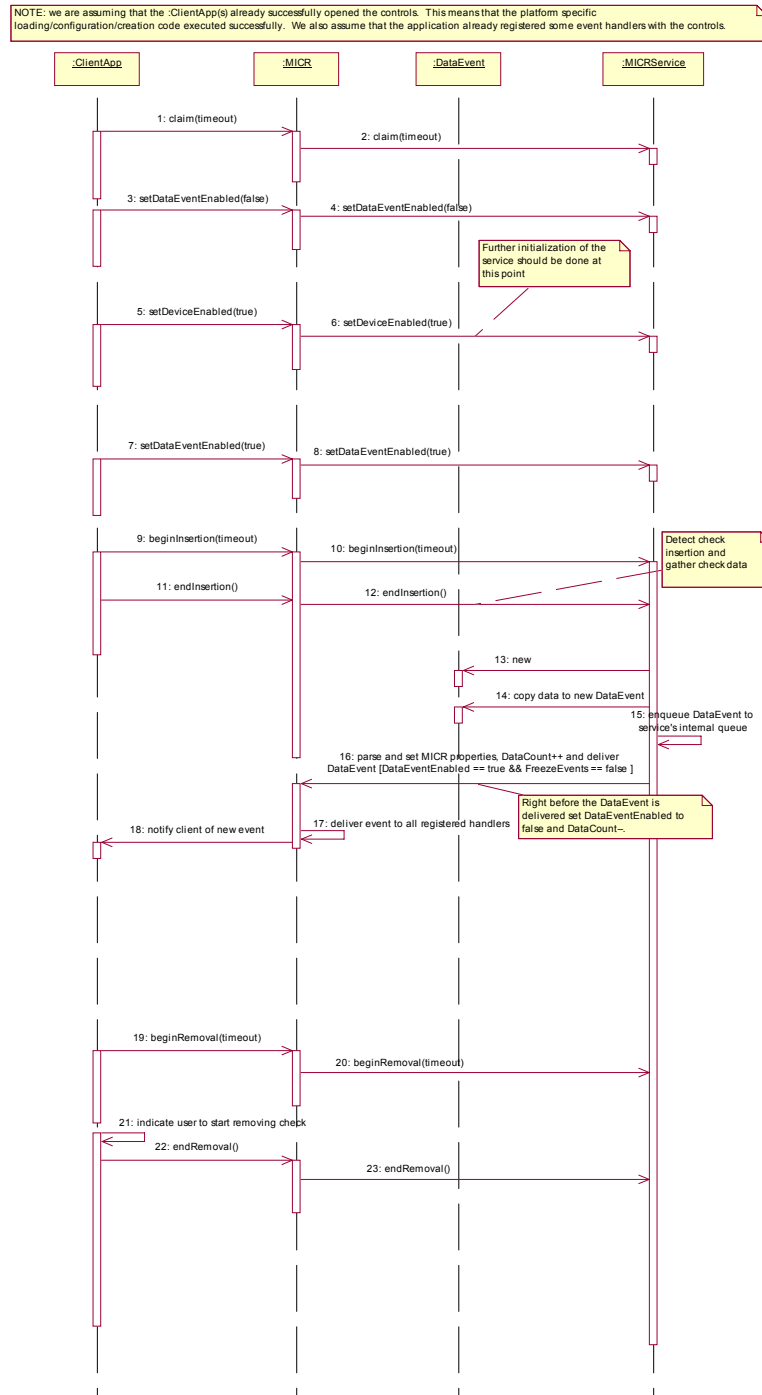 NOTE: we are assuming that the :ClientApp(s) already successfully opened the controls. This means that the platform specific
loading/configuration/creation code executed successfully. We also assume that the application already registered some event handlers with the controls.
:ClientApp
:MICR
:DataEvent
:MICRService
1: claim(timeout)
2: claim(timeout)
3: setDataEventEnabled(false)
4: setDataEventEnabled(false)
Further initialization of the
service should be done at
this point
5: setDeviceEnabled(true)
6: setDeviceEnabled(true)
7: setDataEventEnabled(true)
8: setDataEventEnabled(true)
9: beginInsertion(timeout)
10: beginInsertion(timeout)
Detect check
insertion and
gather check data
11: endInsertion()
12: endInsertion()
13: new
14: copy data to new DataEvent
15: enqueue DataEvent to
service's internal queue
16: parse and set MICR properties, DataCount++ and deliver
DataEvent [DataEventEnabled == true && FreezeEvents == false ]
Right before the DataEvent is
delivered set DataEventEnabled to
false and DataCount--.
17: deliver event to all registered handlers
18: notify client of new event
19: beginRemoval(timeout)
20: beginRemoval(timeout)
21: indicate user to start removing check
22: endRemoval()
23: endRemoval()